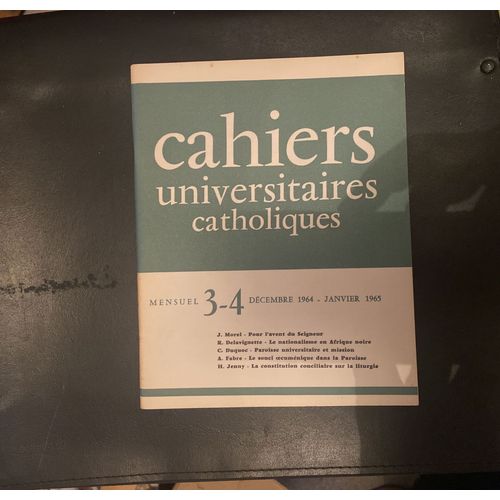 cahiers
universitaires
catholiques
MENSUEL 3-4 DÉCEMBRE 1964 - JANVIER 1965
J. Morel - Pour l'avent du Seigneur
R. Delavignette - Le nationalisme en Afrique noire
C. Duquoc - Paroisse universitaire et mission
A. Fabre - Le souci œcuménique dans la Paroisse
H. Jenny - La constitution conciliaire sur la liturgie